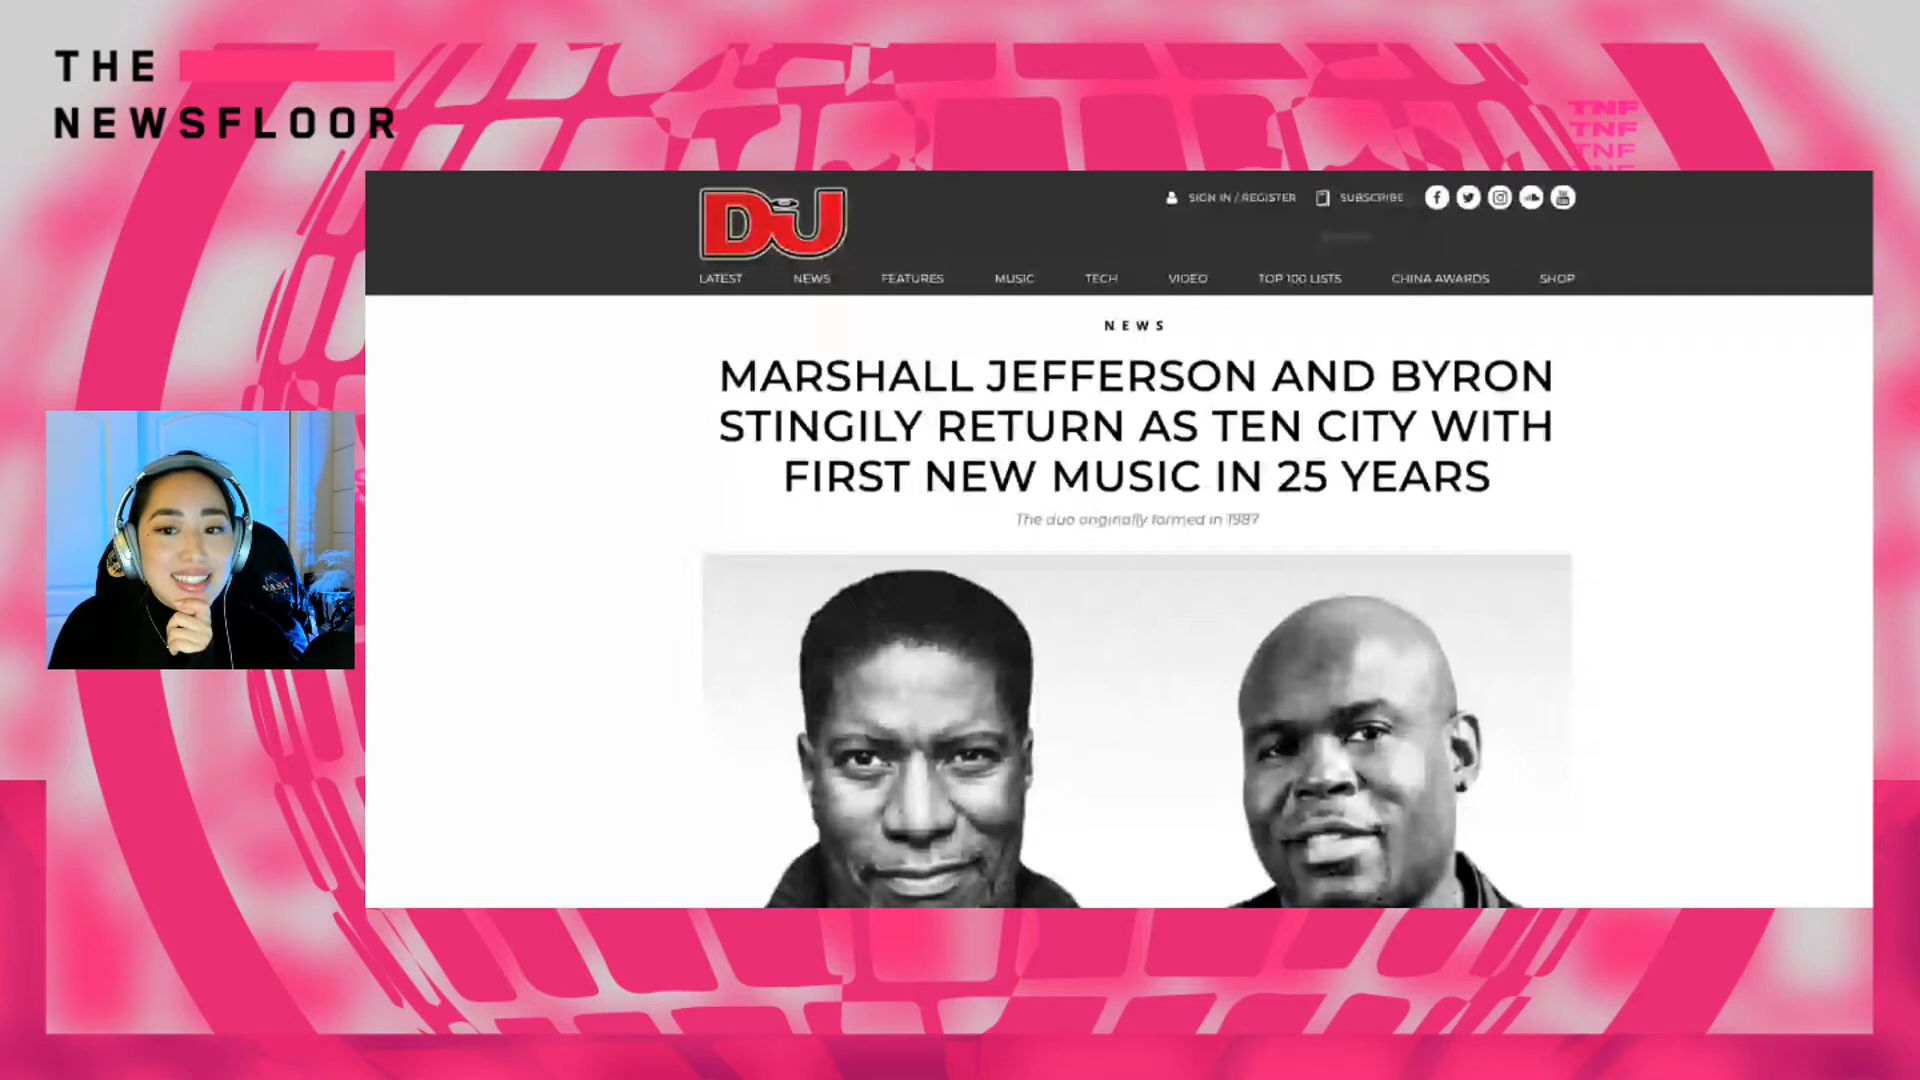 THE
NEWSFLOOR
TNF
TNF
TNF
DJ
SIGN IN / REGISTER
SUBSCRIBE
LATEST
NEWS
FEATURES
MUSIC
TECH
VIDEO
TOP 100 LISTS
CHINA AWARDS
SHOP
NEWS
MARSHALL JEFFERSON AND BYRON
STINGILY RETURN AS TEN CITY WITH
FIRST NEW MUSIC IN 25 YEARS
The duo originally formed in 1987
NASA